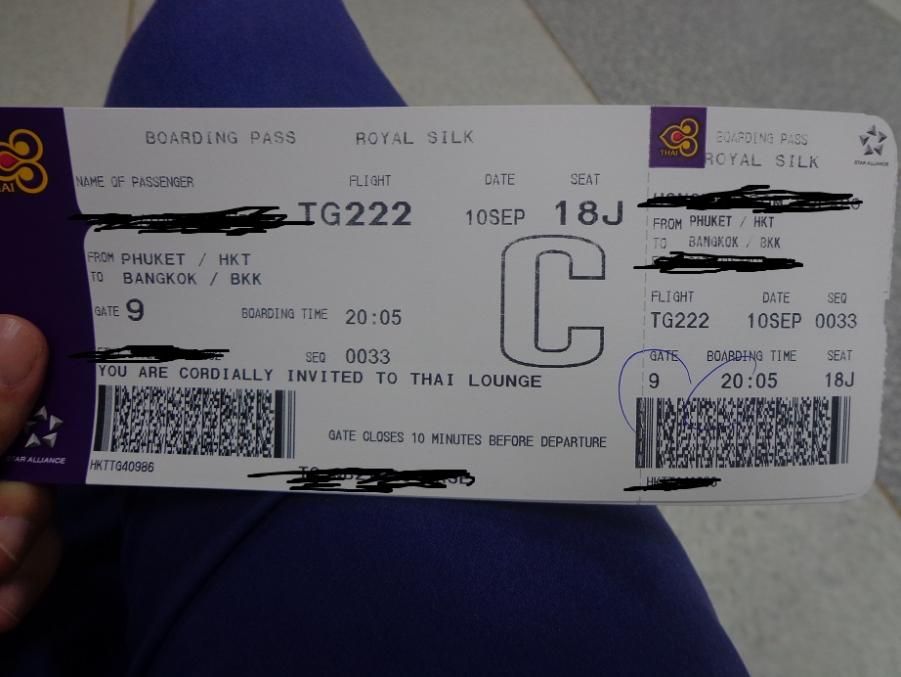 BOARDING PASS ROYAL SILK
NAME OF PASSENGER FLIGHT DATE SEAT
TG222 10SEP 18J
FROM PHUKET / HKT
TO BANGKOK / BKK
GATE 9 BOARDING TIME 20:05
SEQ 0033
YOU ARE CORDIALLY INVITED TO THAI LOUNGE
GATE CLOSES 10 MINUTES BEFORE DEPARTURE
HKTTG40986
C
STAR ALLIANCE
THAI
BOARDING PASS
ROYAL SILK
STAR ALLIANCE
FROM PHUKET / HKT
TO BANGKOK / BKK
FLIGHT DATE SEQ
TG222 10SEP 0033
GATE BOARDING TIME SEAT
9 20:05 18J